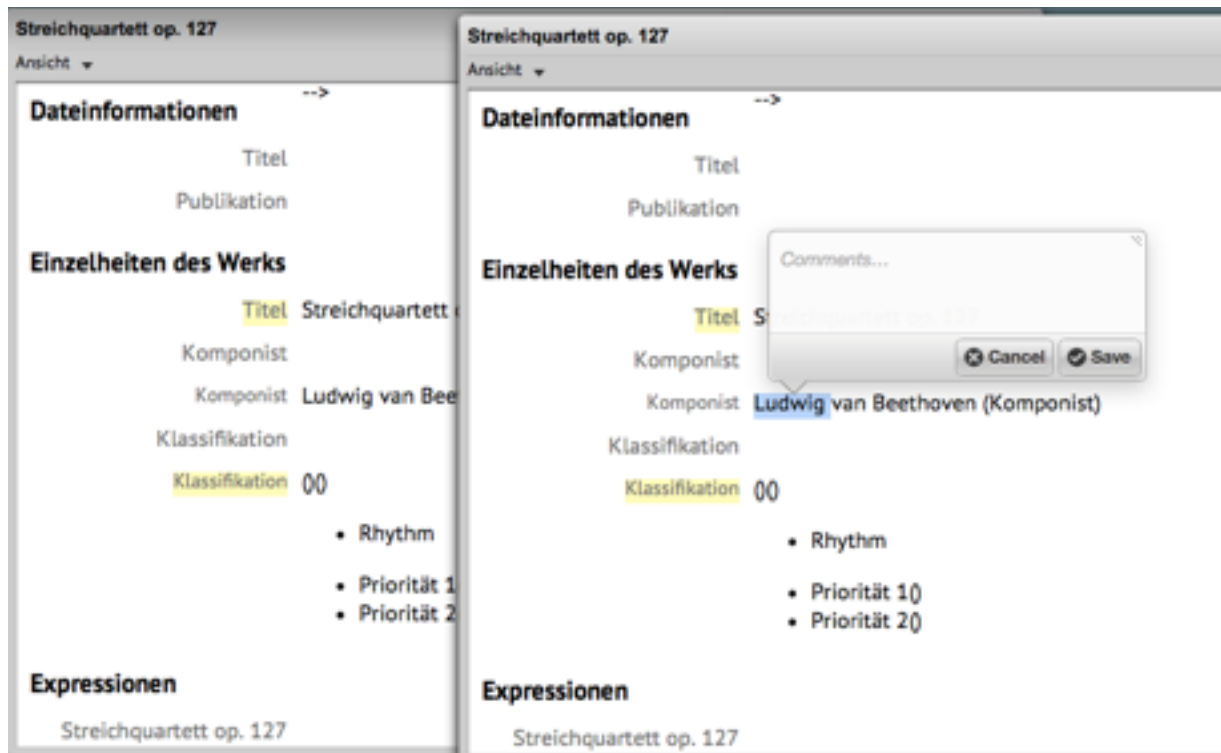 Streichquartett op. 127
Ansicht
-->
Dateinformationen
Titel
Publikation
Einzelheiten des Werks
Titel Streichquartett
Komponist
Komponist Ludwig van Bee
Klassifikation
Klassifikation ()()
• Rhythm
• Priorität 1
• Priorität 2
Expressionen
Streichquartett op. 127
Streichquartett op. 127
Ansicht
-->
Dateinformationen
Titel
Publikation
Comments...
Einzelheiten des Werks
Titel Streichquartett op. 127
Cancel Save
Komponist
Komponist Ludwig van Beethoven (Komponist)
Klassifikation
Klassifikation ()()
• Rhythm
• Priorität 1()
• Priorität 2()
Expressionen
Streichquartett op. 127